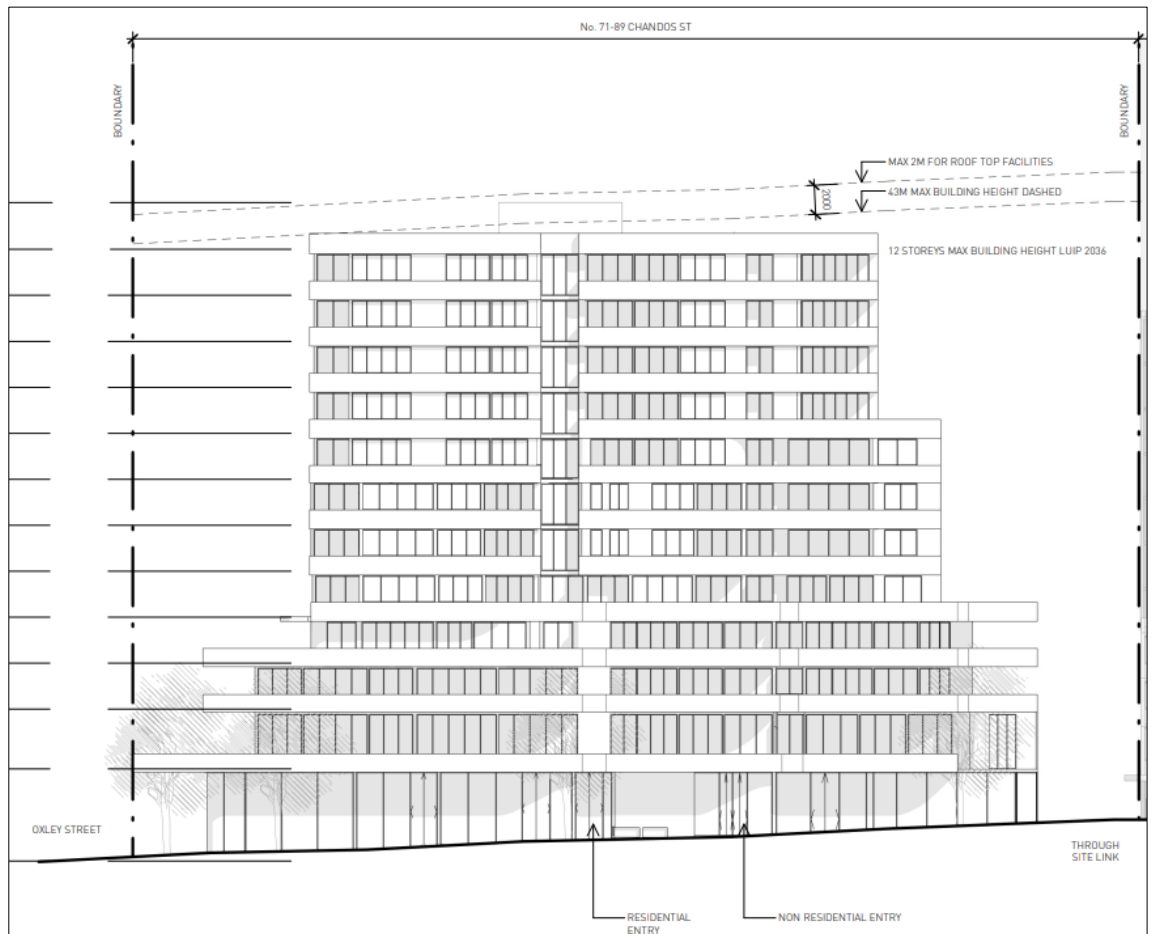 No. 71-89 CHANDOS ST
BOUNDARY
BOUNDARY
MAX 2M FOR ROOF TOP FACILITIES
2000
43M MAX BUILDING HEIGHT DASHED
12 STOREYS MAX BUILDING HEIGHT LUIP 2036
OXLEY STREET
THROUGH
SITE LINK
RESIDENTIAL
ENTRY
NON RESIDENTIAL ENTRY